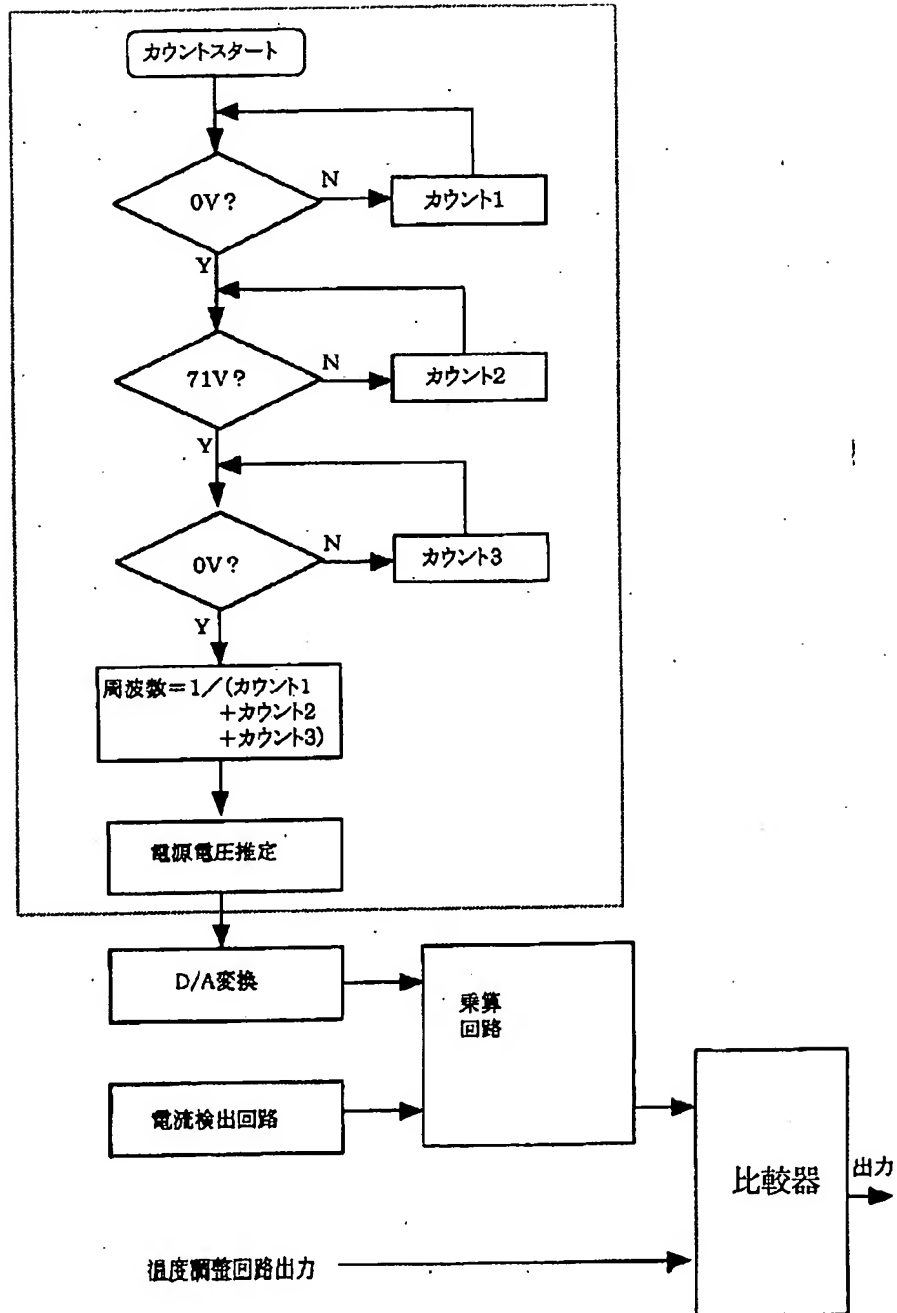 カウントスタート
0V?
N
カウント1
Y
71V?
N
カウント2
Y
0V?
N
カウント3
Y
周波数=1/(カウント1
+カウント2
+カウント3)
電源電圧推定
D/A変換
乗算
回路
電流検出回路
比較器
出力
温度調整回路出力